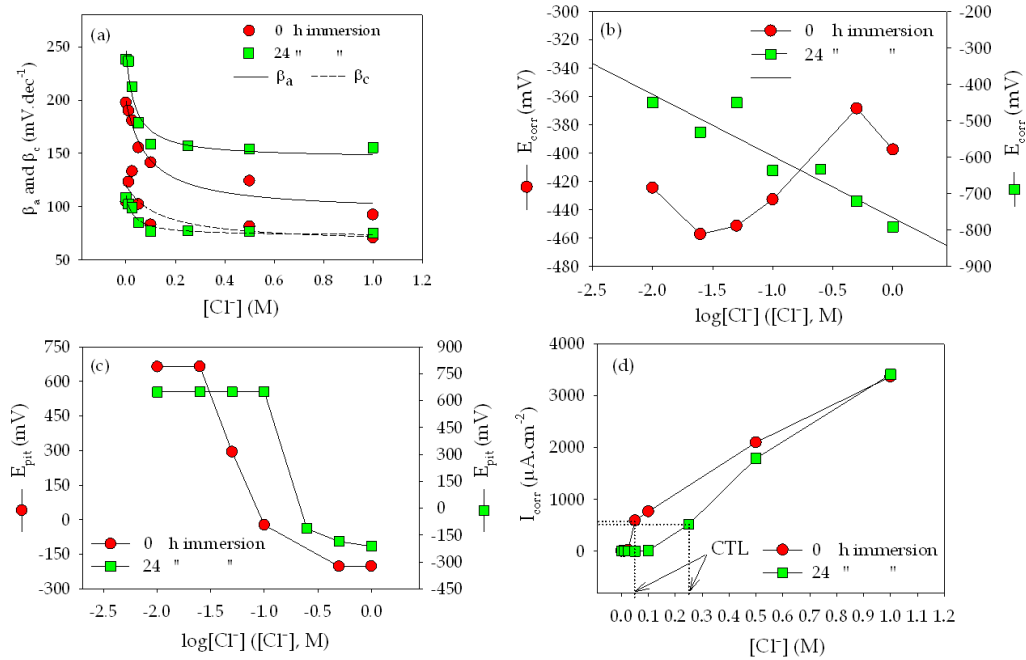 (a)
0 h immersion
24 " "
βa βc
βa and βc (mV.dec⁻¹)
250
200
150
100
50
0.0 0.2 0.4 0.6 0.8 1.0 1.2
[Cl⁻] (M)
(b)
0 h immersion
24 " "
Ecorr (mV)
-300
-320
-340
-360
-380
-400
-420
-440
-460
-480
-200
-300
-400
-500
-600
-700
-800
-900
Ecorr (mV)
-2.5 -2.0 -1.5 -1.0 -0.5 0.0
log[Cl⁻] ([Cl⁻], M)
(c)
Epit (mV)
750
600
450
300
150
0
-150
-300
900
750
600
450
300
150
0
-150
-300
-450
Epit (mV)
0 h immersion
24 " "
-2.5 -2.0 -1.5 -1.0 -0.5 0.0
log[Cl⁻] ([Cl⁻], M)
(d)
Icorr (µA.cm⁻²)
4000
3000
2000
1000
0
CTL
0 h immersion
24 " "
0.0 0.1 0.2 0.3 0.4 0.5 0.6 0.7 0.8 0.9 1.0 1.1 1.2
[Cl⁻] (M)